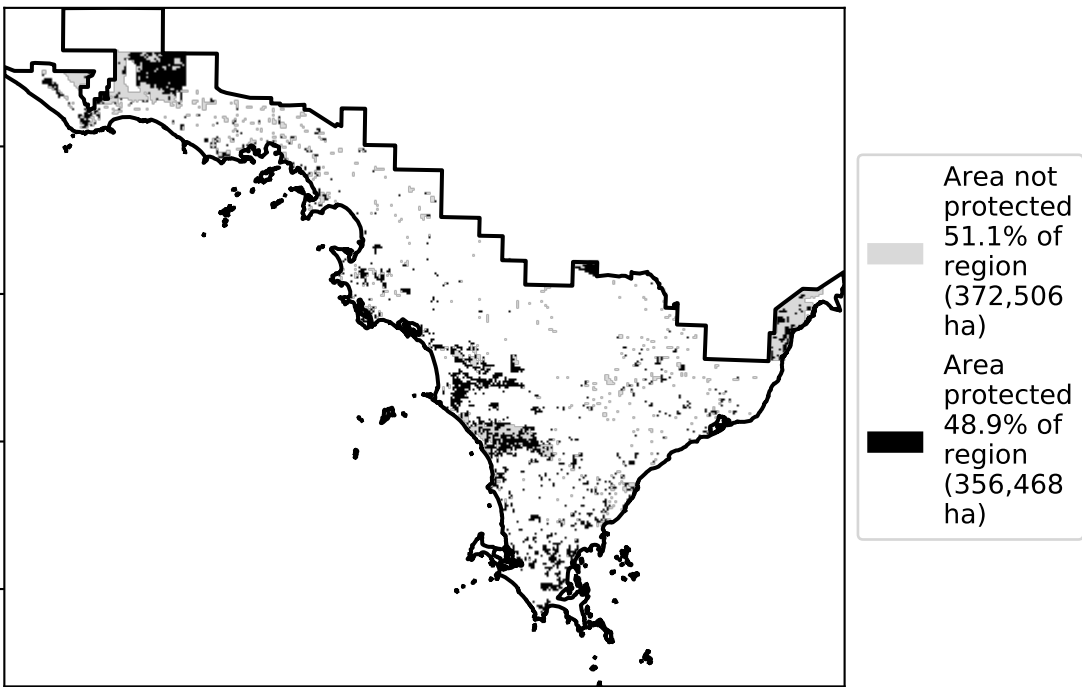 Area not
protected
51.1% of
region
(372,506
ha)
Area
protected
48.9% of
region
(356,468
ha)